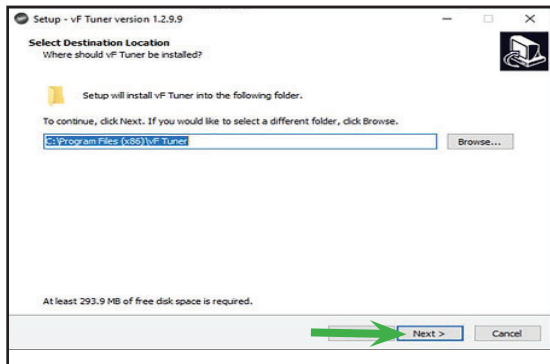 Setup - vF Tuner version 1.2.9.9
Select Destination Location
Where should vF Tuner be installed?
Setup will install vF Tuner into the following folder.
To continue, click Next. If you would like to select a different folder, click Browse.
C:\Program Files (x86)\vF Tuner
Browse...
At least 293.9 MB of free disk space is required.
Next >
Cancel